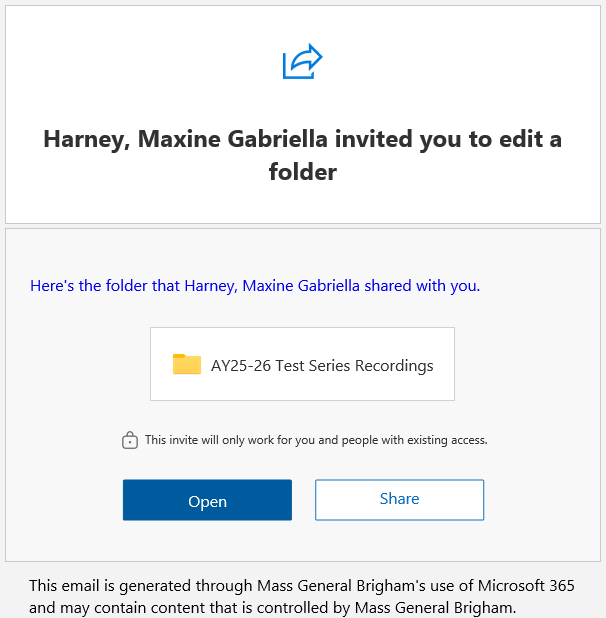 Harney, Maxine Gabriella invited you to edit a
folder
Here's the folder that Harney, Maxine Gabriella shared with you.
AY25-26 Test Series Recordings
This invite will only work for you and people with existing access.
Open
Share
This email is generated through Mass General Brigham's use of Microsoft 365
and may contain content that is controlled by Mass General Brigham.